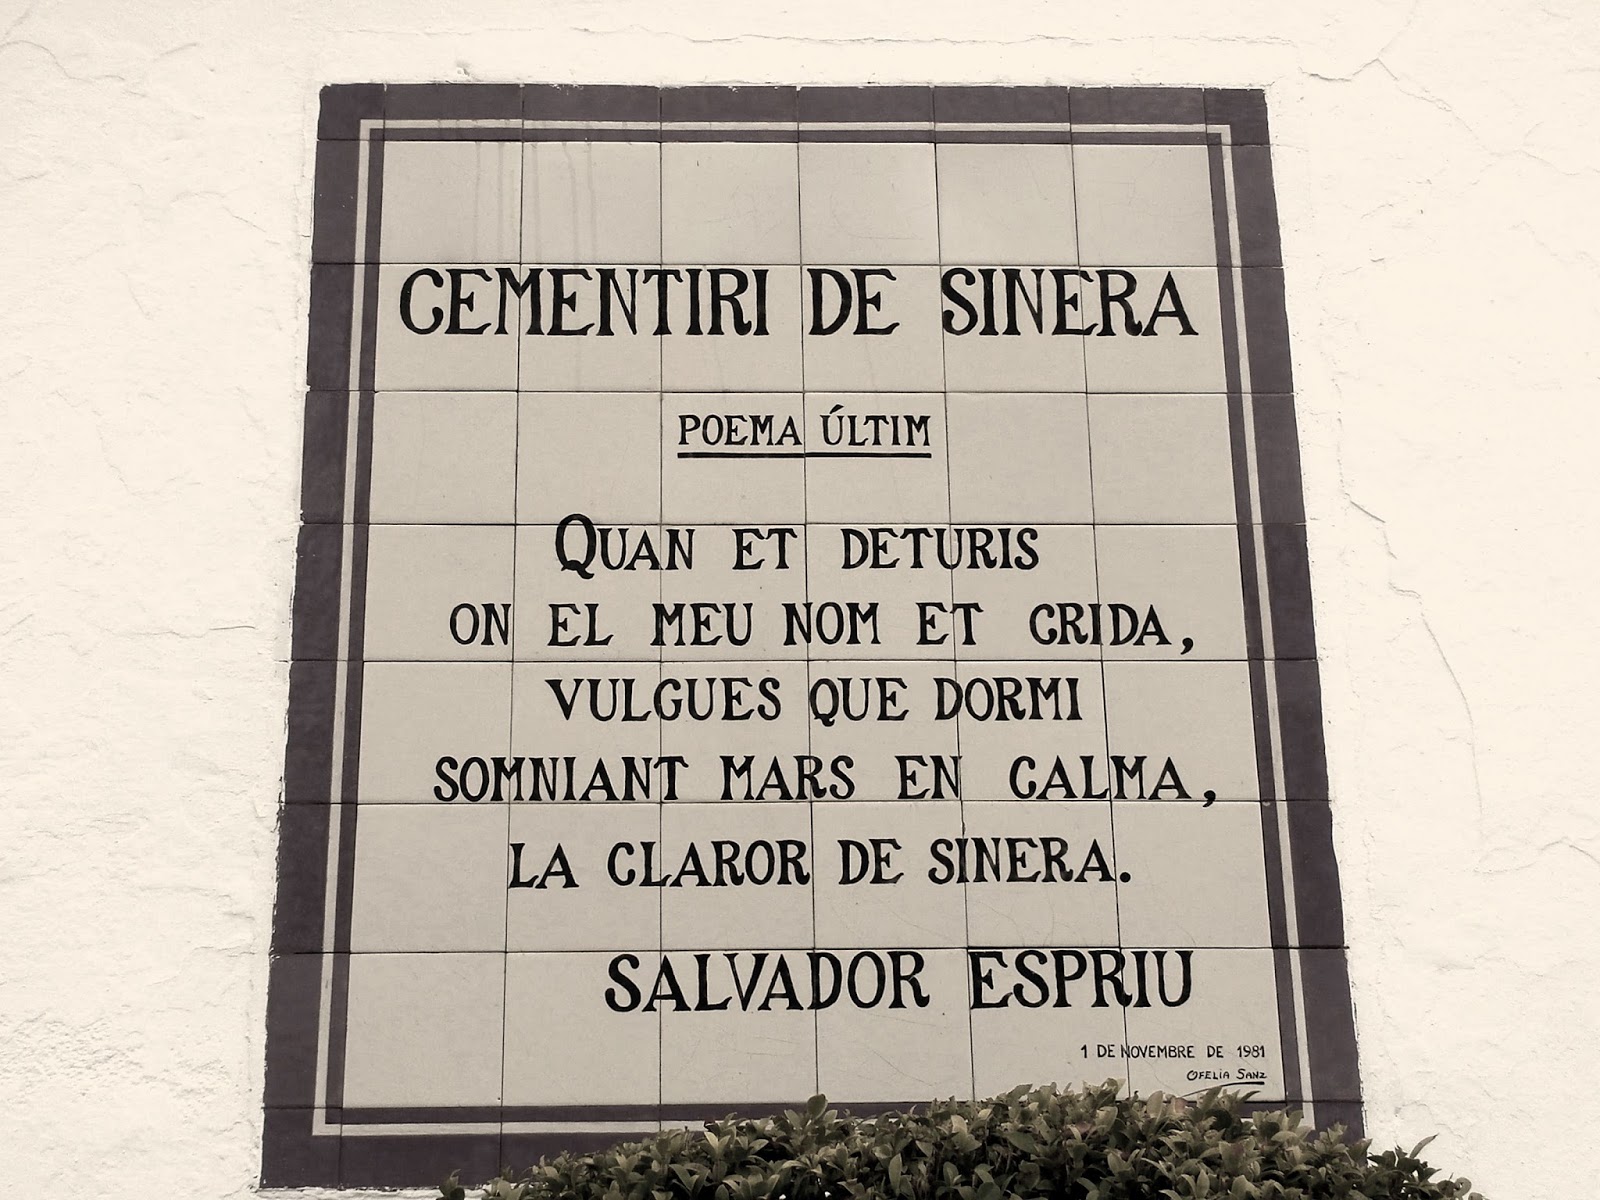 CEMENTIRI DE SINERA
POEMA ÚLTIM
QUAN ET DETURIS
ON EL MEU NOM ET CRIDA,
VULGUES QUE DORMI
SOMNIANT MARS EN CALMA,
LA CLAROR DE SINERA.
SALVADOR ESPRIU
1 DE NOVEMBRE DE 1981
OFELIA SANZ